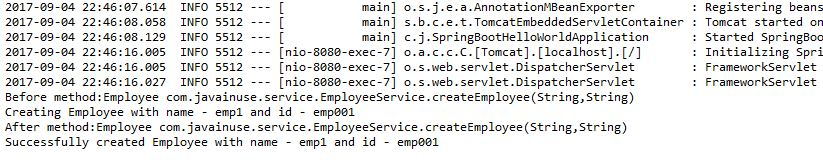 2017-09-04 22:46:07.614  INFO 5512 --- [           main] o.s.j.e.a.AnnotationMBeanExporter        : Registering beans
2017-09-04 22:46:08.058  INFO 5512 --- [           main] s.b.c.e.t.TomcatEmbeddedServletContainer : Tomcat started on
2017-09-04 22:46:08.129  INFO 5512 --- [           main] c.j.SpringBootHelloWorldApplication      : Started SpringBoo
2017-09-04 22:46:16.005  INFO 5512 --- [nio-8080-exec-7] o.a.c.c.C.[Tomcat].[localhost].[/]       : Initializing Spri
2017-09-04 22:46:16.005  INFO 5512 --- [nio-8080-exec-7] o.s.web.servlet.DispatcherServlet        : FrameworkServlet
2017-09-04 22:46:16.027  INFO 5512 --- [nio-8080-exec-7] o.s.web.servlet.DispatcherServlet        : FrameworkServlet
Before method:Employee com.javainuse.service.EmployeeService.createEmployee(String,String)
Creating Employee with name - emp1 and id - emp001
After method:Employee com.javainuse.service.EmployeeService.createEmployee(String,String)
Successfully created Employee with name - emp1 and id - emp001